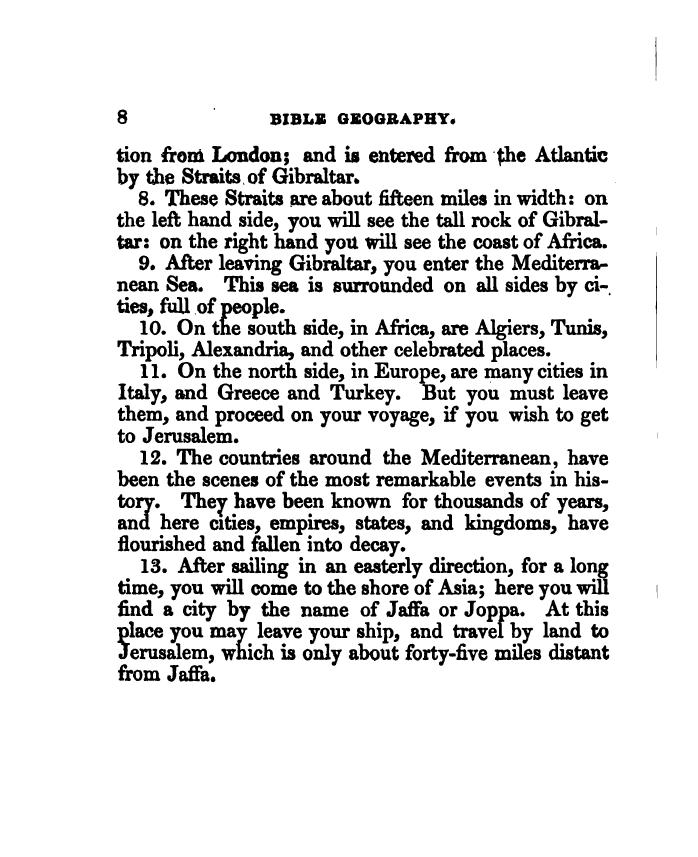 8 BIBLE GEOGRAPHY.
tion from London; and is entered from the Atlantic
by the Straits of Gibraltar.
8. These Straits are about fifteen miles in width: on
the left hand side, you will see the tall rock of Gibral-
tar: on the right hand you will see the coast of Africa.
9. After leaving Gibraltar, you enter the Mediterra-
nean Sea. This sea is surrounded on all sides by ci-
ties, full of people.
10. On the south side, in Africa, are Algiers, Tunis,
Tripoli, Alexandria, and other celebrated places.
11. On the north side, in Europe, are many cities in
Italy, and Greece and Turkey. But you must leave
them, and proceed on your voyage, if you wish to get
to Jerusalem.
12. The countries around the Mediterranean, have
been the scenes of the most remarkable events in his-
tory. They have been known for thousands of years,
and here cities, empires, states, and kingdoms, have
flourished and fallen into decay.
13. After sailing in an easterly direction, for a long
time, you will come to the shore of Asia; here you will
find a city by the name of Jaffa or Joppa. At this
place you may leave your ship, and travel by land to
Jerusalem, which is only about forty-five miles distant
from Jaffa.